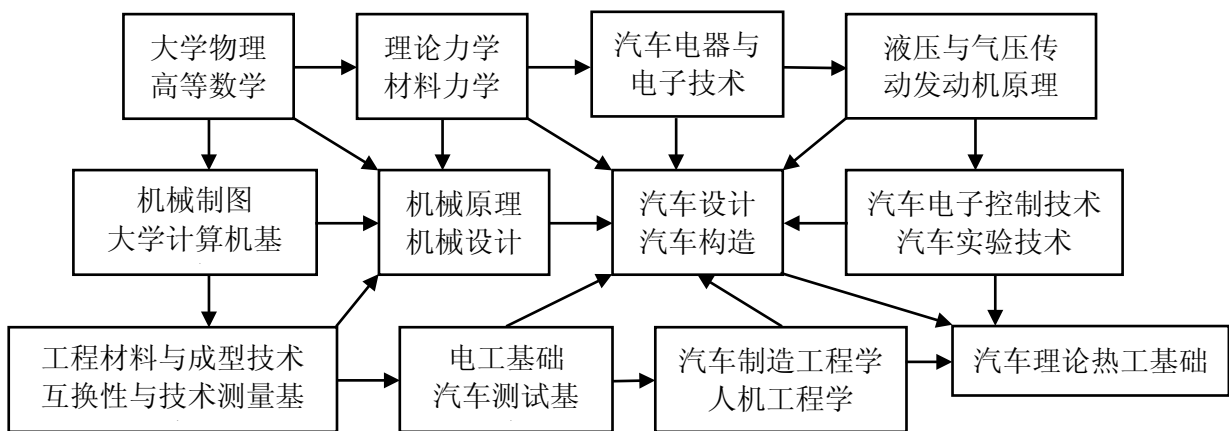 大学物理
高等数学
理论力学
材料力学
汽车电器与
电子技术
液压与气压传
动发动机原理
机械制图
大学计算机基
机械原理
机械设计
汽车设计
汽车构造
汽车电子控制技术
汽车实验技术
工程材料与成型技术
互换性与技术测量基
电工基础
汽车测试基
汽车制造工程学
人机工程学
汽车理论热工基础